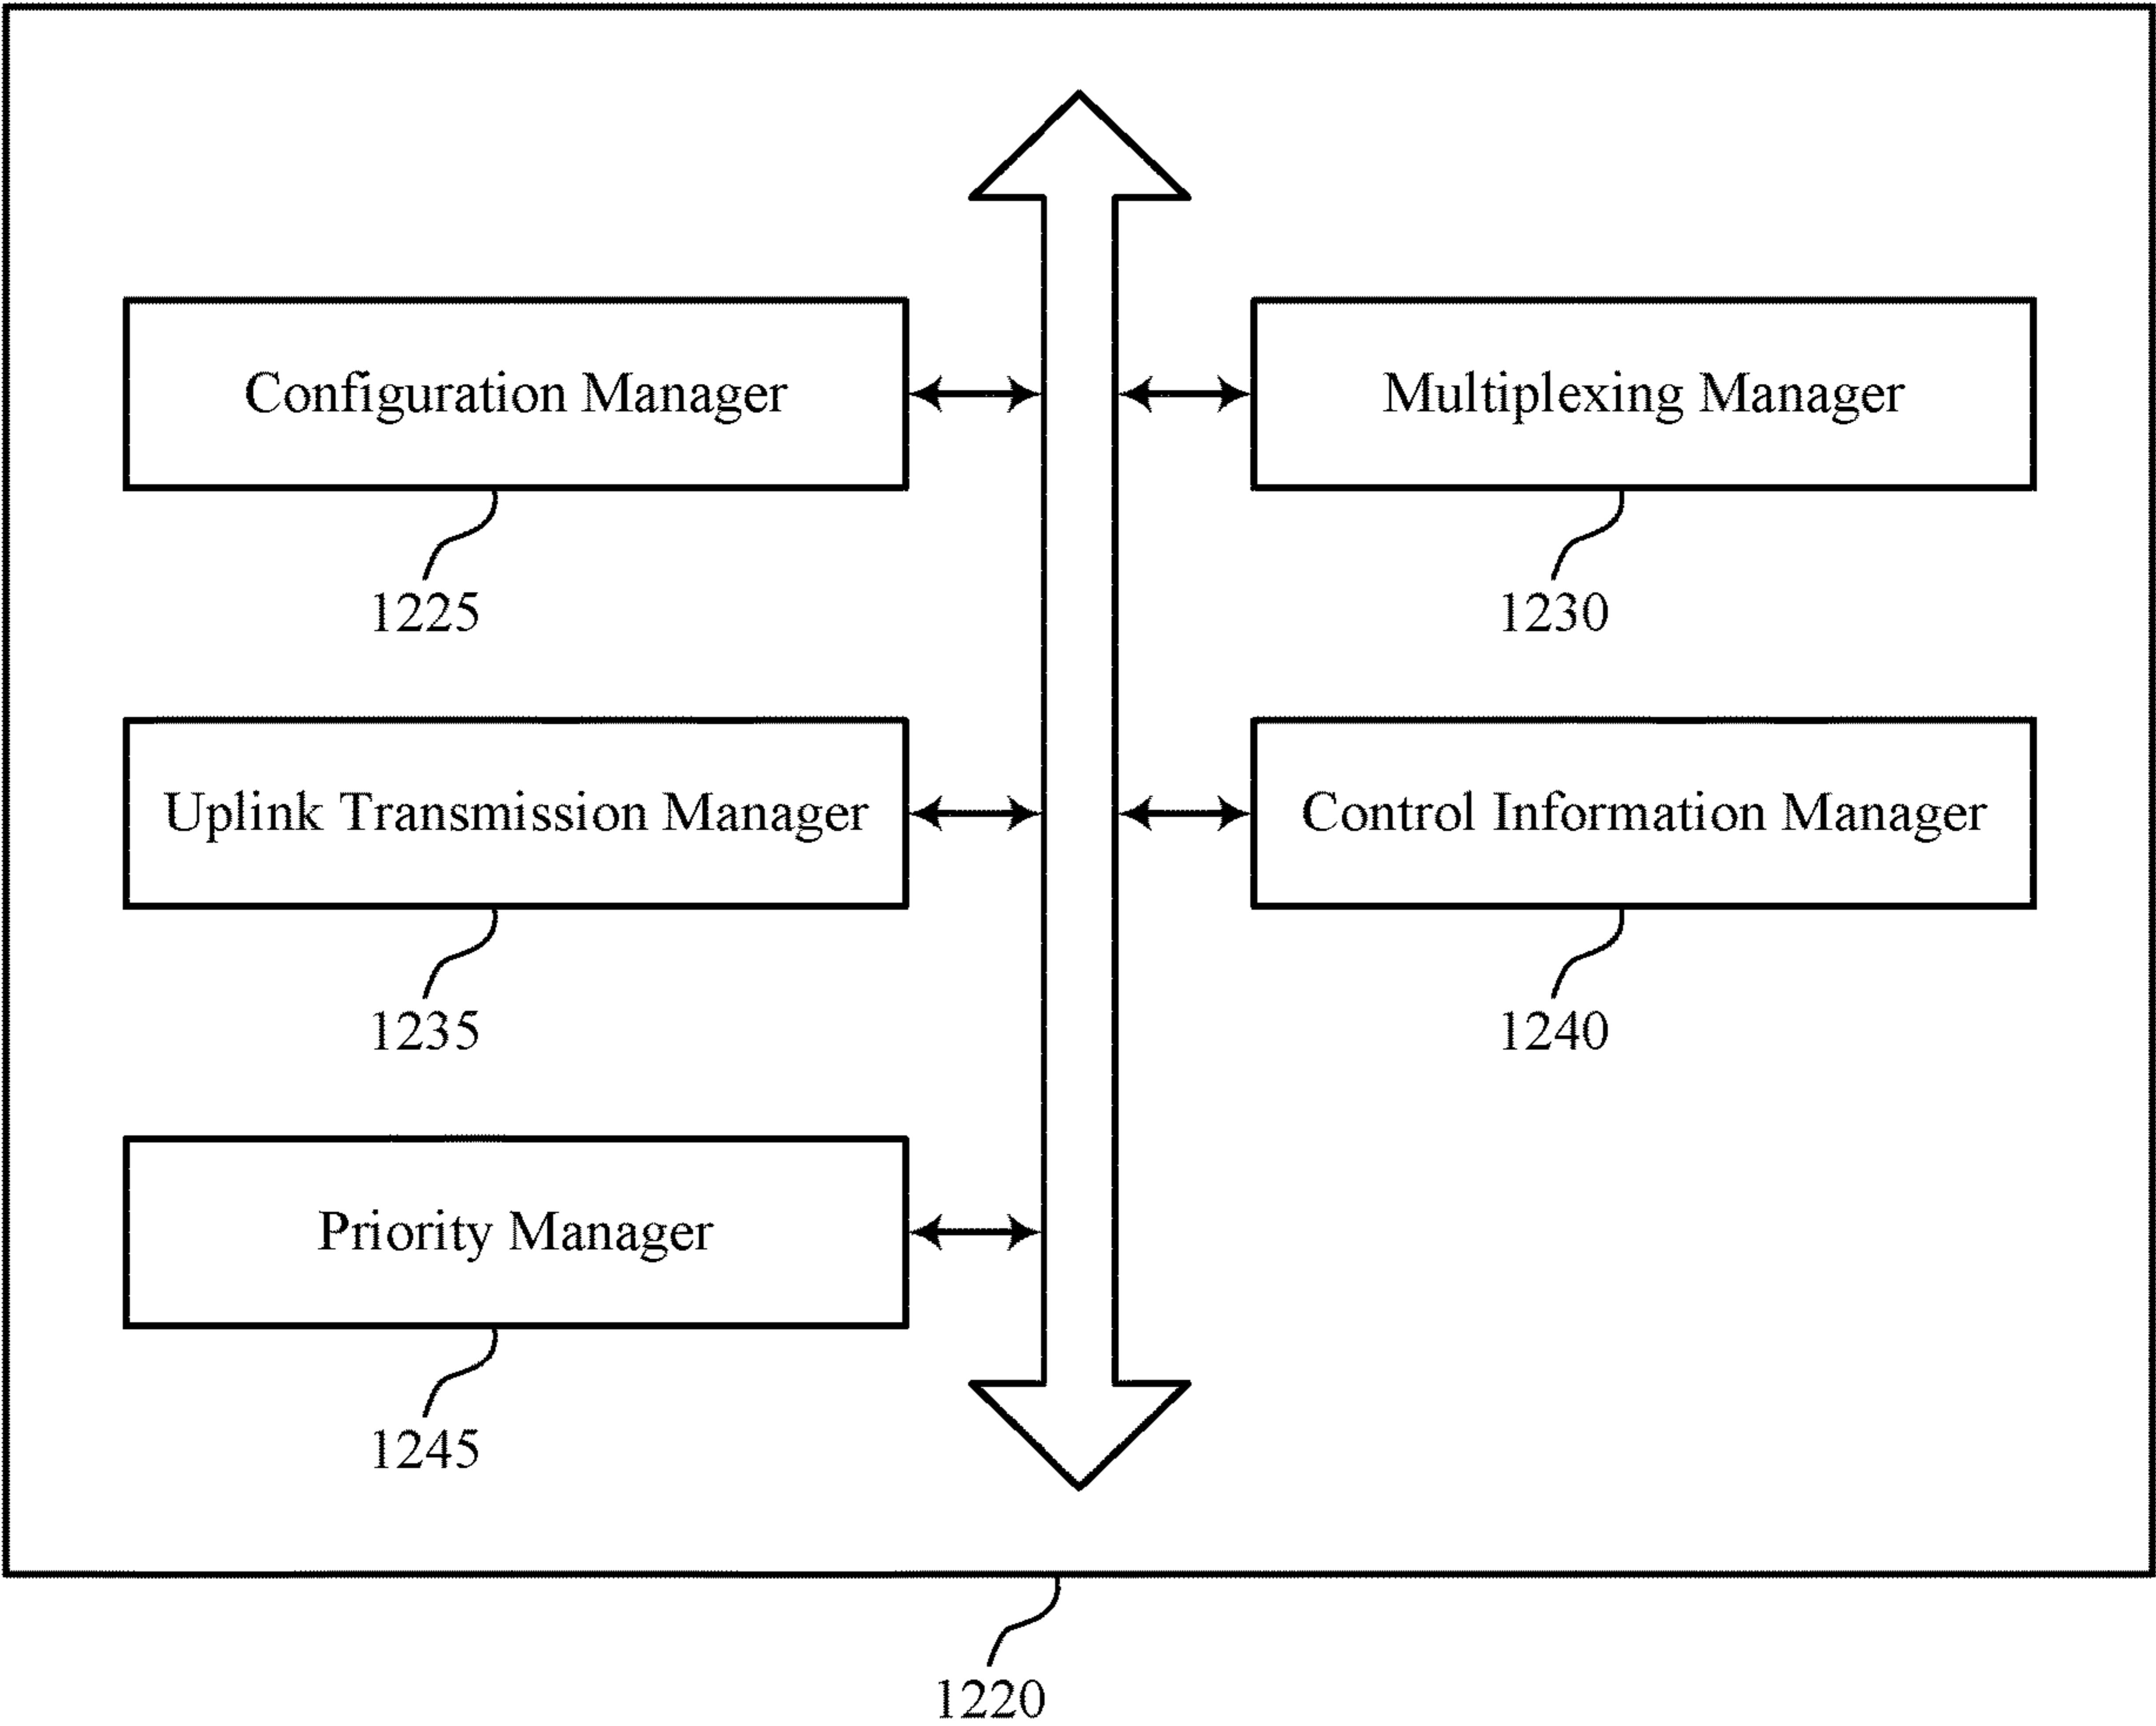 Configuration Manager
Multiplexing Manager
1225
1230
Uplink Transmission Manager
Control Information Manager
1235
1240
Priority Manager
1245
1220